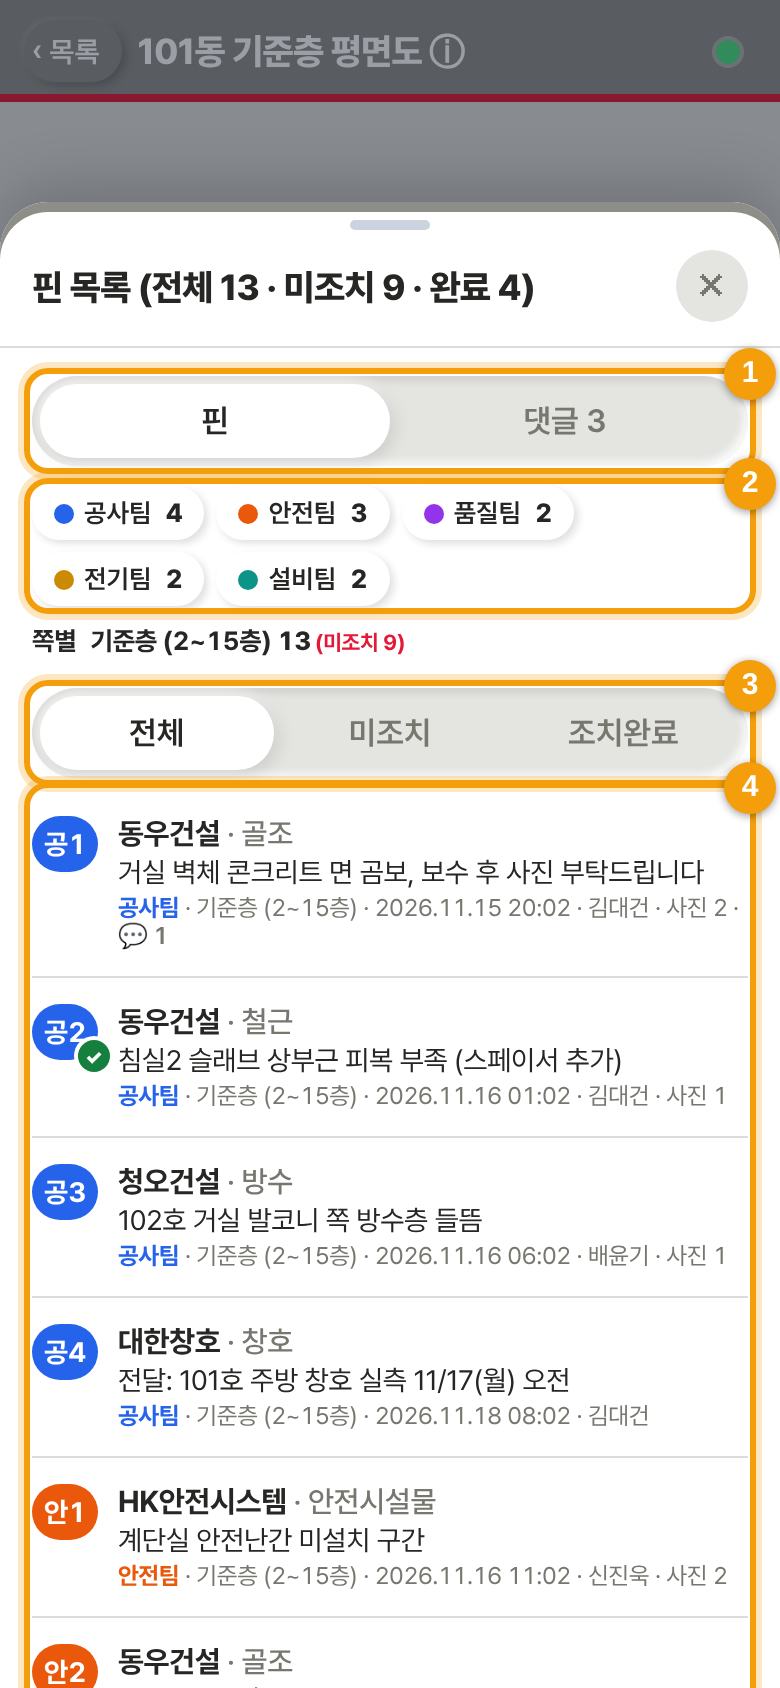 ‹ 목록 101동 기준층 평면도 ⓘ
핀 목록 (전체 13 · 미조치 9 · 완료 4) ✕
1
핀 댓글 3
2
공사팀 4 안전팀 3 품질팀 2
전기팀 2 설비팀 2
쪽별 기준층 (2~15층) 13 (미조치 9)
3
전체 미조치 조치완료
4
공1 동우건설 · 골조
거실 벽체 콘크리트 면 곰보, 보수 후 사진 부탁드립니다
공사팀 · 기준층 (2~15층) · 2026.11.15 20:02 · 김대건 · 사진 2 ·
💬 1
공2 동우건설 · 철근
침실2 슬래브 상부근 피복 부족 (스페이서 추가)
공사팀 · 기준층 (2~15층) · 2026.11.16 01:02 · 김대건 · 사진 1
공3 청오건설 · 방수
102호 거실 발코니 쪽 방수층 들뜸
공사팀 · 기준층 (2~15층) · 2026.11.16 06:02 · 배윤기 · 사진 1
공4 대한창호 · 창호
전달: 101호 주방 창호 실측 11/17(월) 오전
공사팀 · 기준층 (2~15층) · 2026.11.18 08:02 · 김대건
안1 HK안전시스템 · 안전시설물
계단실 안전난간 미설치 구간
안전팀 · 기준층 (2~15층) · 2026.11.16 11:02 · 신진욱 · 사진 2
안2 동우건설 · 골조